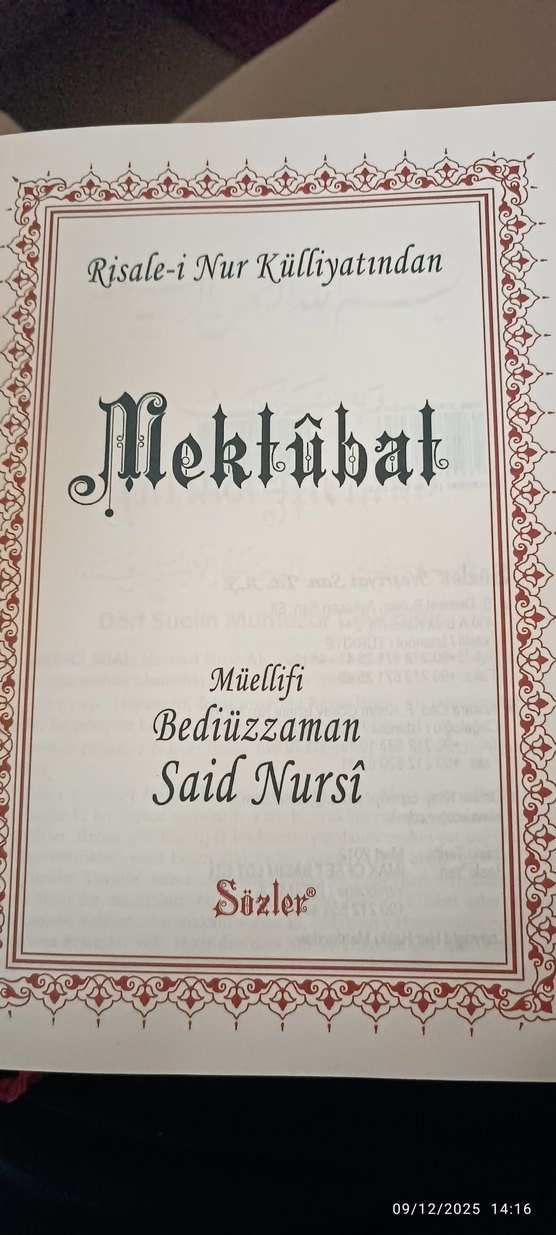 Risale-i Nur Külliyatından
Mektûbat
Müellifi
Bediüzzaman
Said Nursî
Sözler®
09/12/2025 14:16